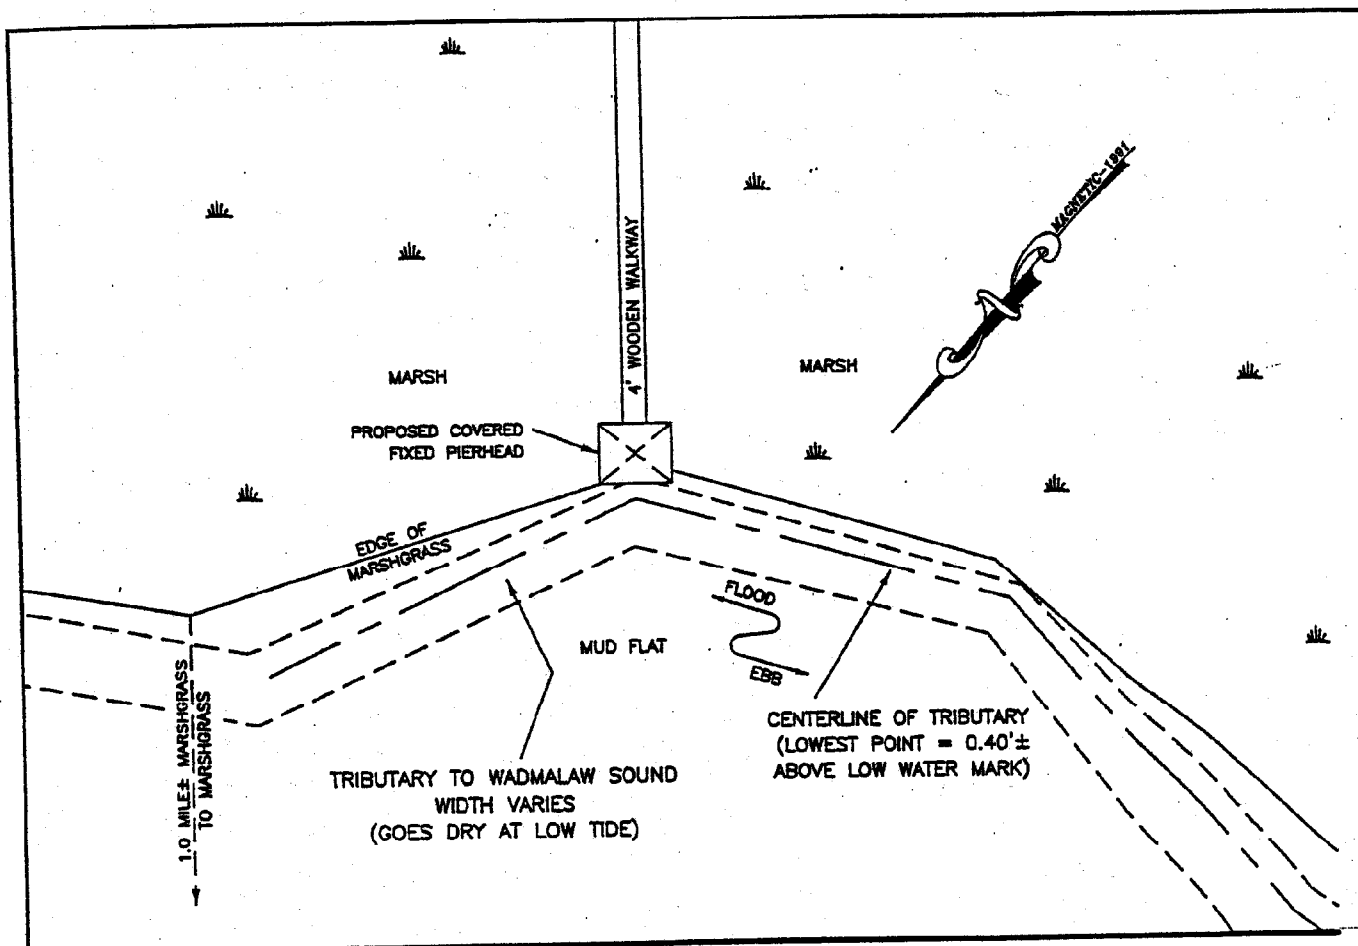 MAGNETIC-1991
4' WOODEN WALKWAY
MARSH
MARSH
PROPOSED COVERED
FIXED PIERHEAD
EDGE OF
MARSHGRASS
FLOOD
EBB
MUD FLAT
1.0 MILE± MARSHGRASS
TO MARSHGRASS
CENTERLINE OF TRIBUTARY
(LOWEST POINT = 0.40'±
ABOVE LOW WATER MARK)
TRIBUTARY TO WADMALAW SOUND
WIDTH VARIES
(GOES DRY AT LOW TIDE)